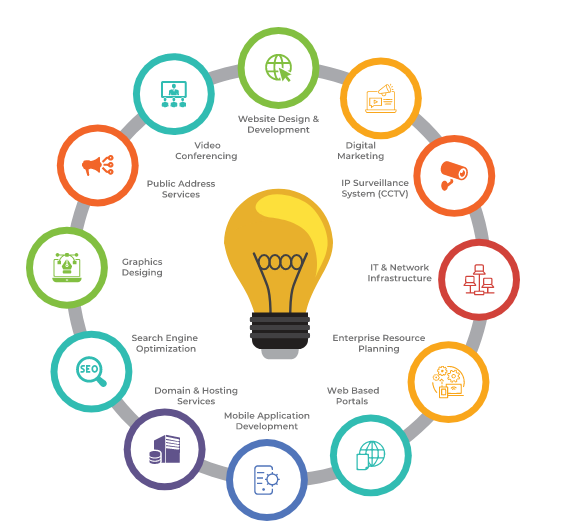 Website Design &
Development
Digital
Marketing
IP Surveillance
System (CCTV)
IT & Network
Infrastructure
Enterprise Resource
Planning
Web Based
Portals
Mobile Application
Development
Domain & Hosting
Services
Search Engine
Optimization
SEO
Graphics
Desiging
Public Address
Services
Video
Conferencing